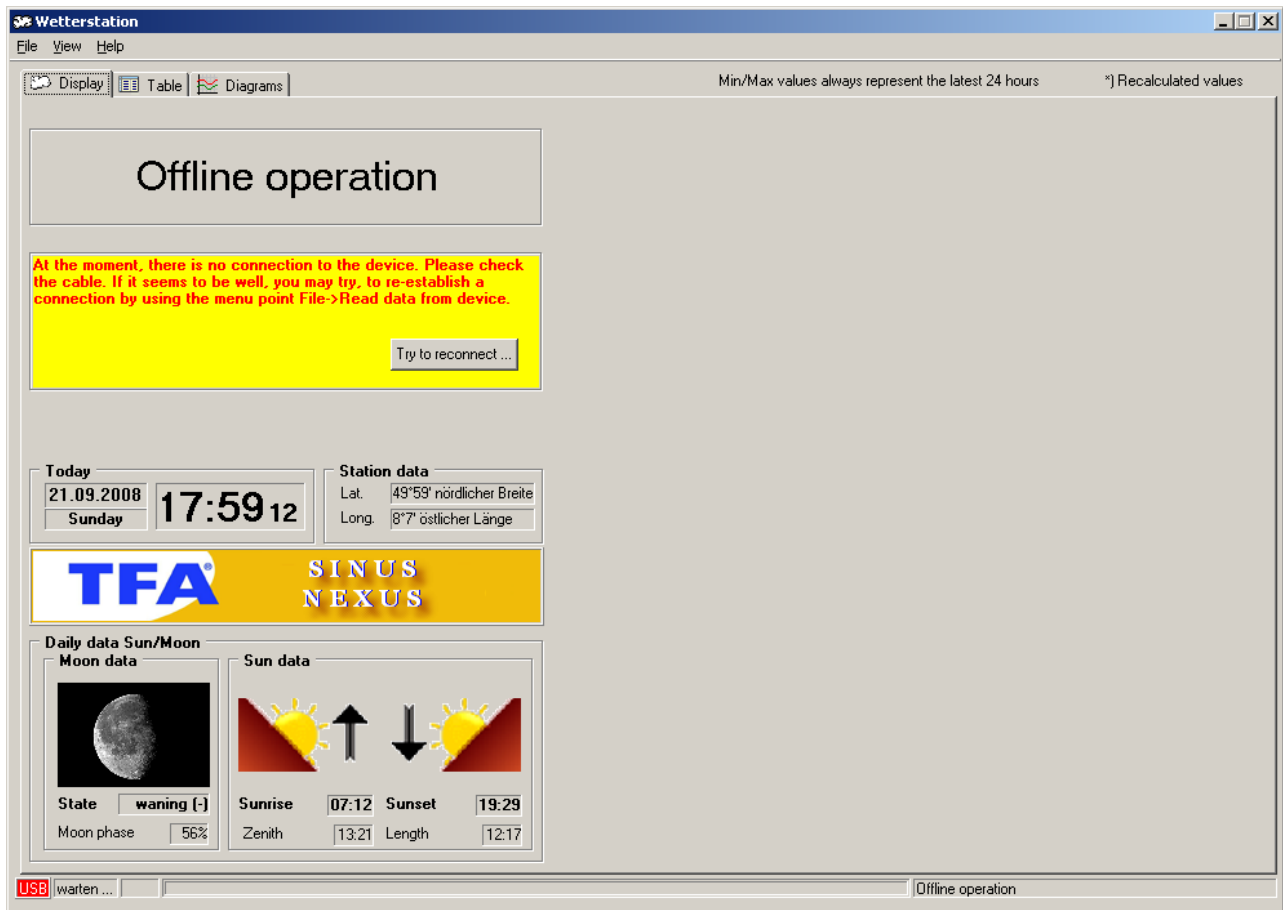 Wetterstation
File View Help
Display Table Diagrams Min/Max values always represent the latest 24 hours *) Recalculated values
Offline operation
At the moment, there is no connection to the device. Please check
the cable. If it seems to be well, you may try, to re-establish a
connection by using the menu point File->Read data from device.
Try to reconnect ...
Today
21.09.2008
Sunday
17:59 12
Station data
Lat. 49°59' nördlicher Breite
Long. 8°7' östlicher Länge
TFA®
SINUS
NEXUS
Daily data Sun/Moon
Moon data
State waning (-)
Moon phase 56%
Sun data
Sunrise 07:12 Sunset 19:29
Zenith 13:21 Length 12:17
USB warten ... Offline operation